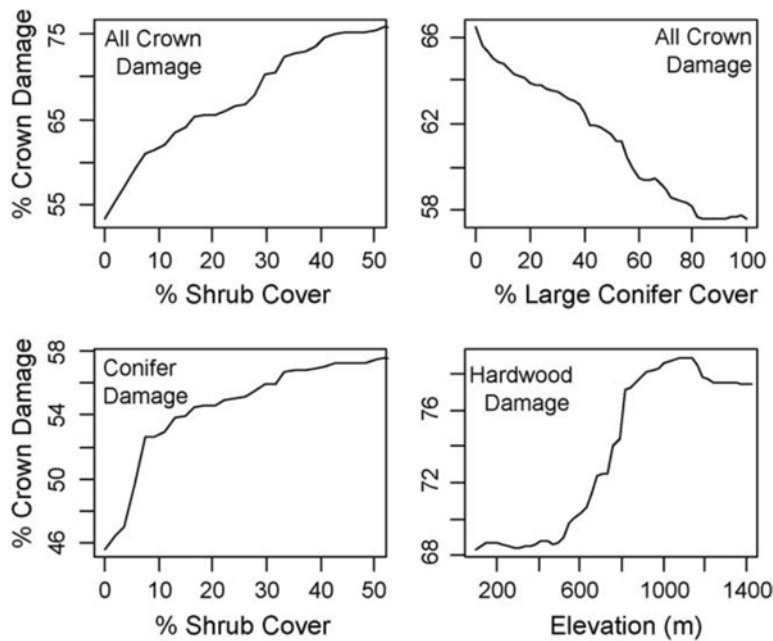 % Crown Damage
75
65
55
All Crown
Damage
0 10 20 30 40 50
% Shrub Cover
66
62
58
All Crown
Damage
0 20 40 60 80 100
% Large Conifer Cover
% Crown Damage
58
54
50
46
Conifer
Damage
0 10 20 30 40 50
% Shrub Cover
76
72
68
Hardwood
Damage
200 600 1000 1400
Elevation (m)